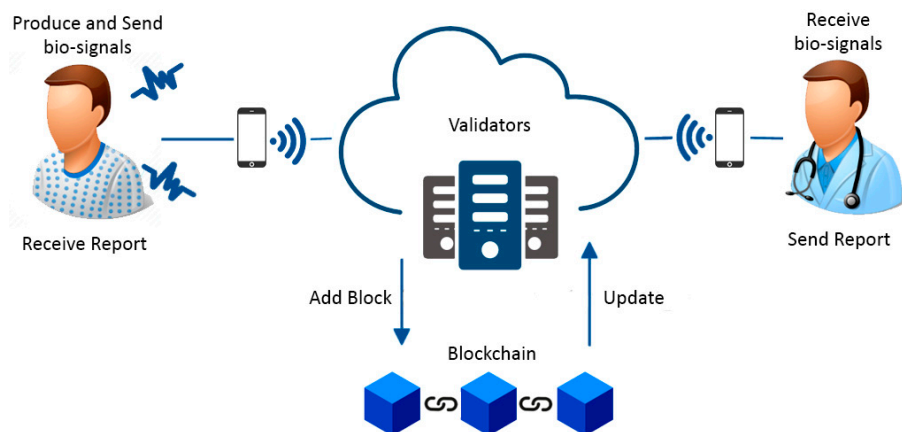 Produce and Send
bio-signals
Receive
bio-signals
Validators
Receive Report
Send Report
Add Block
Update
Blockchain